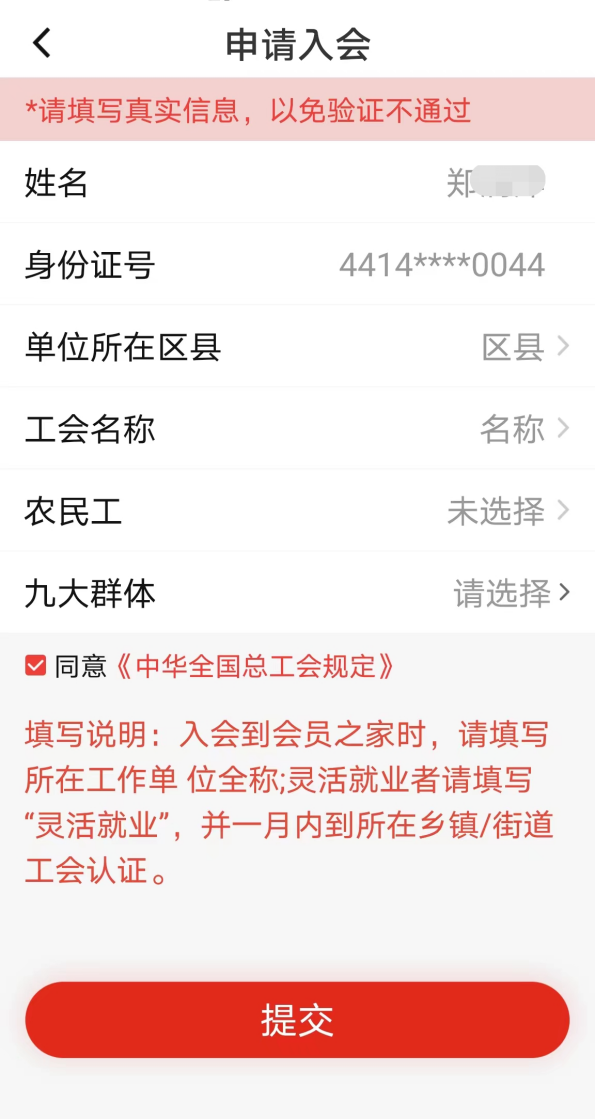 申请入会
*请填写真实信息，以免验证不通过
姓名 郑
身份证号 4414****0044
单位所在区县 区县
工会名称 名称
农民工 未选择
九大群体 请选择
同意《中华全国总工会规定》
填写说明：入会到会员之家时，请填写
所在工作单 位全称;灵活就业者请填写
“灵活就业”，并一月内到所在乡镇/街道
工会认证。
提交